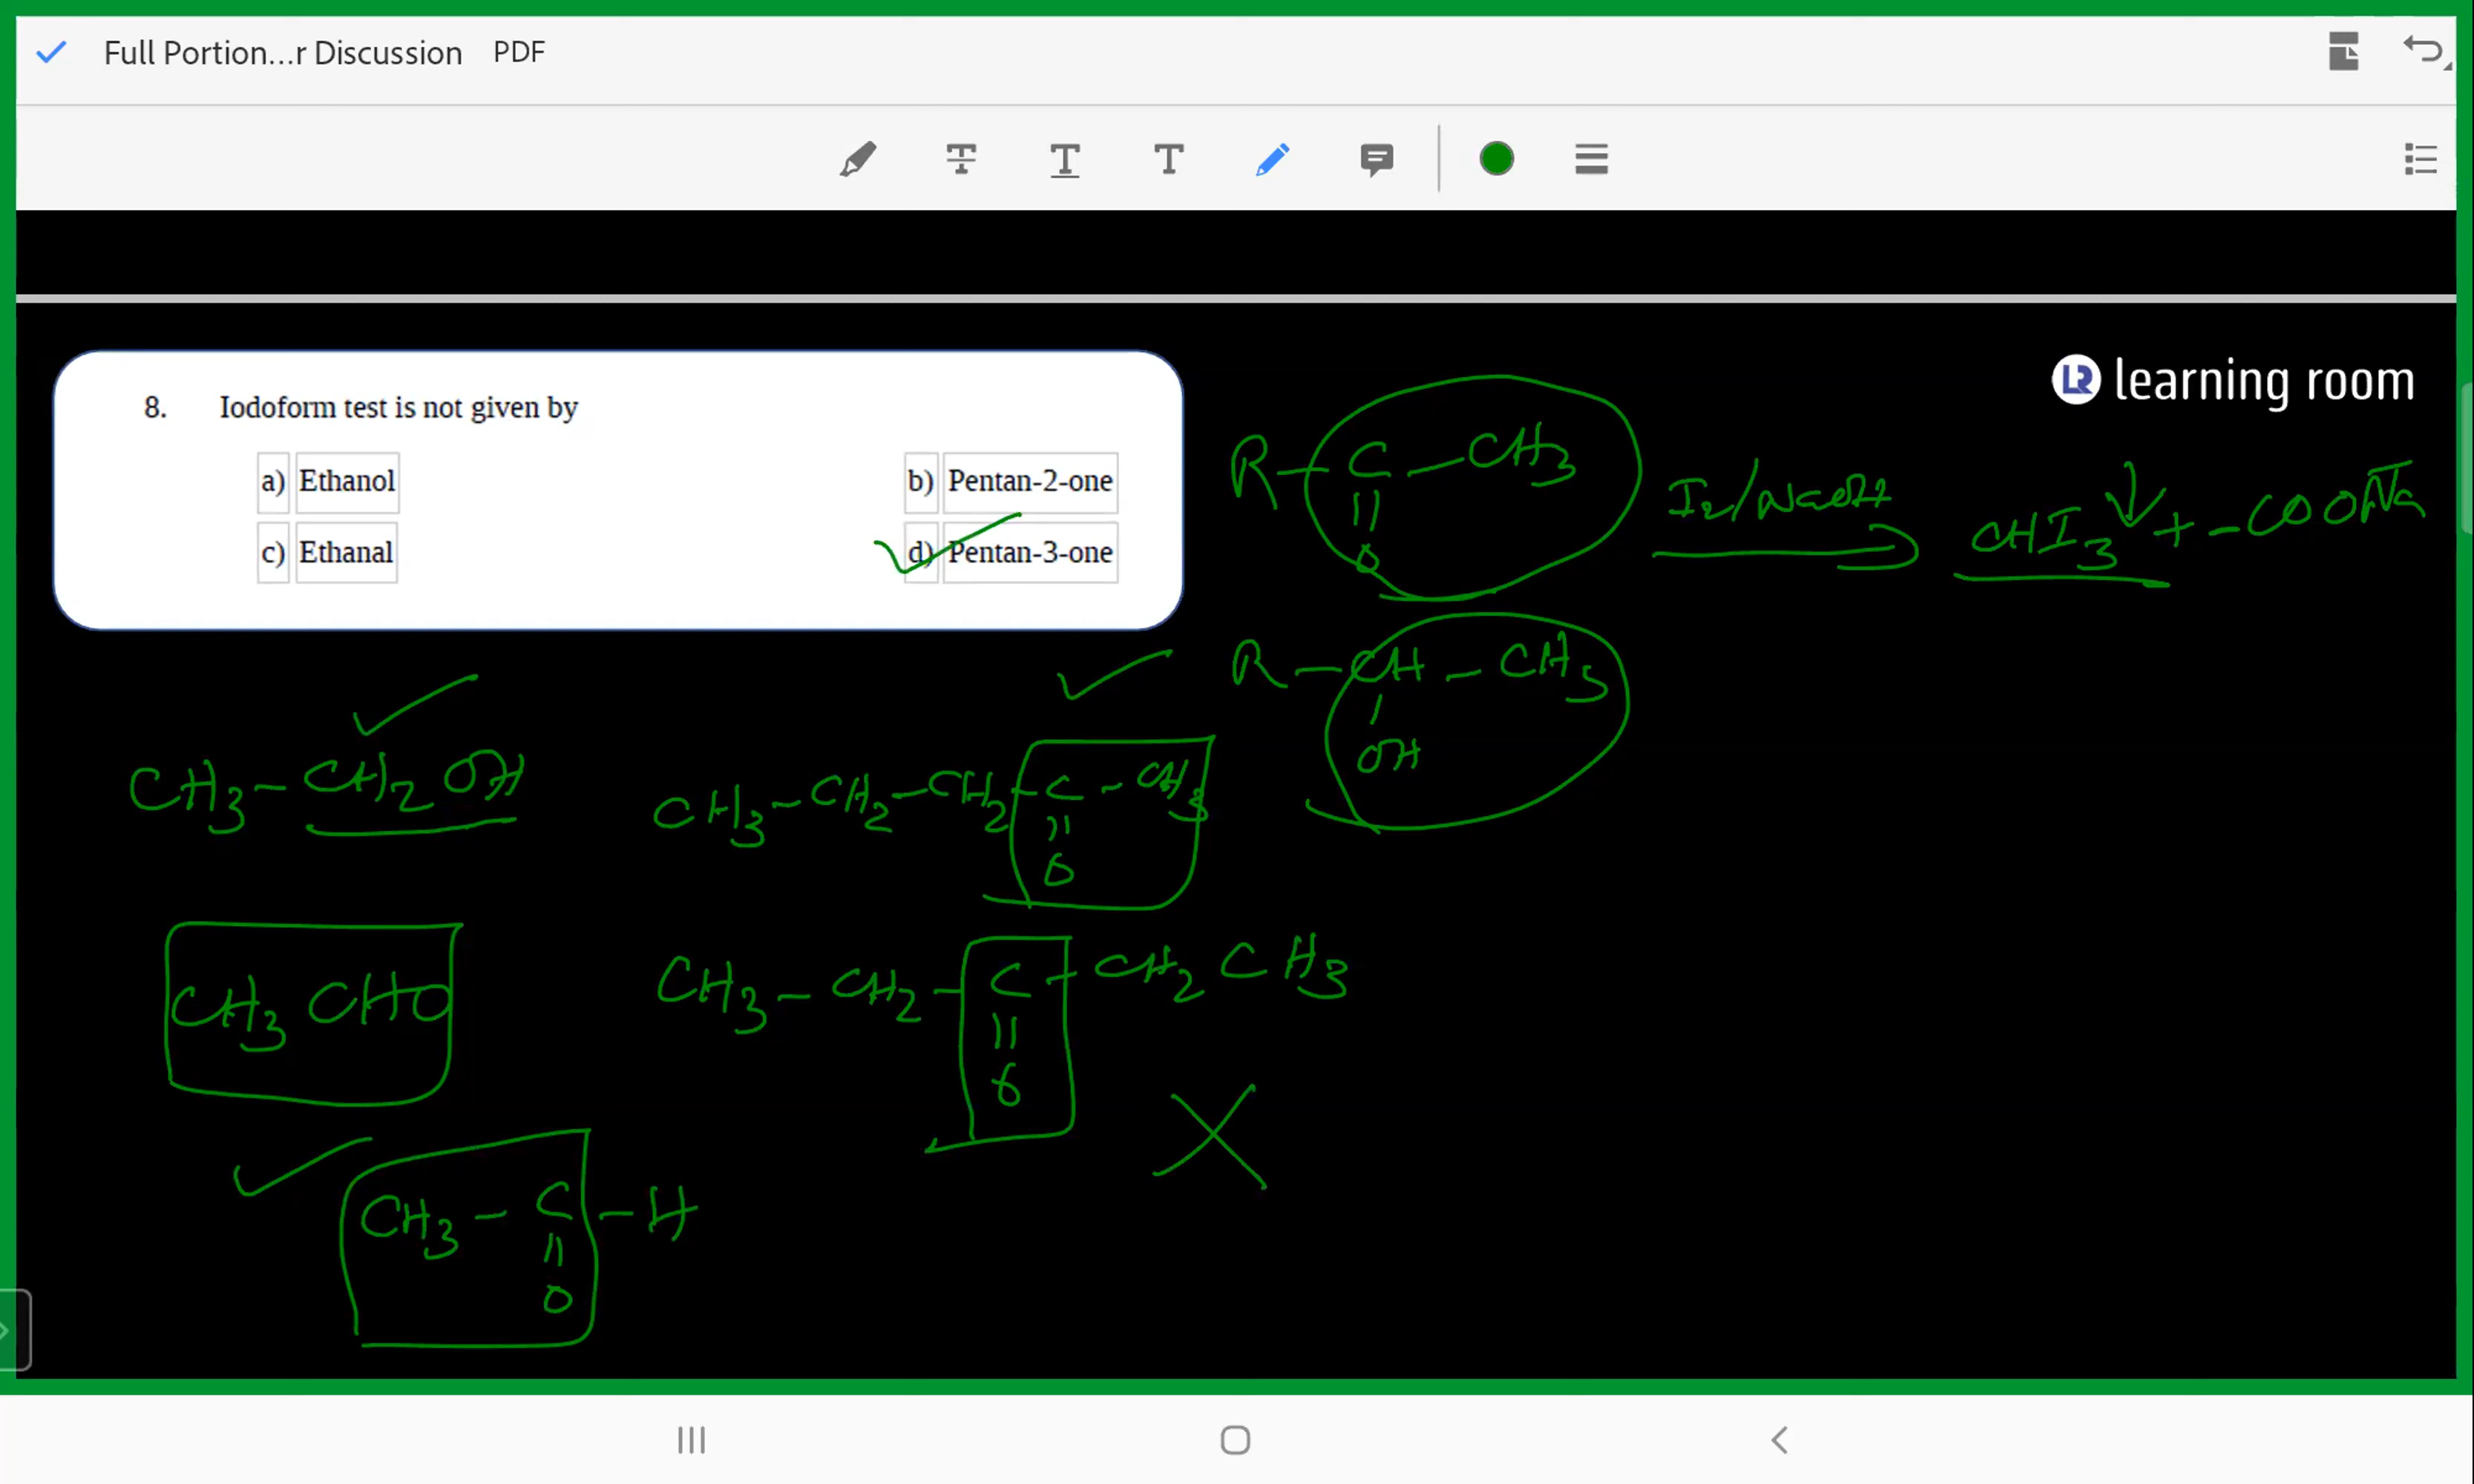 Full Portion...r Discussion PDF
learning room
8. Iodoform test is not given by
a) Ethanol b) Pentan-2-one
c) Ethanal d) Pentan-3-one
R-C-CH3 I2/NaOH CHI3↓ + -COONa
||
O
R-CH-CH3
|
OH
CH3-CH2OH
CH3-CH2-CH2-C-CH3
||
O
CH3CHO
CH3-CH2-C-CH2CH3
||
O
CH3-C-H
||
O